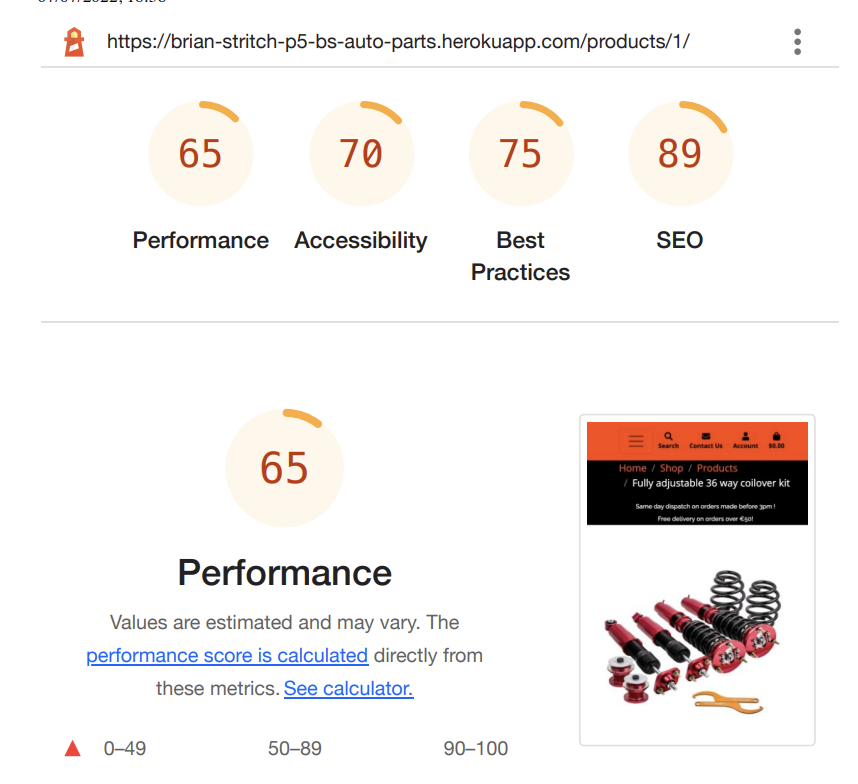 https://brian-stritch-p5-bs-auto-parts.herokuapp.com/products/1/
65 70 75 89
Performance Accessibility Best Practices SEO
65
Performance
Values are estimated and may vary. The
performance score is calculated directly from
these metrics. See calculator.
0–49 50–89 90–100
Search Contact Us Account $0.00
Home / Shop / Products
/ Fully adjustable 36 way coilover kit
Same day dispatch on orders made before 3pm !
Free delivery on orders over €50!